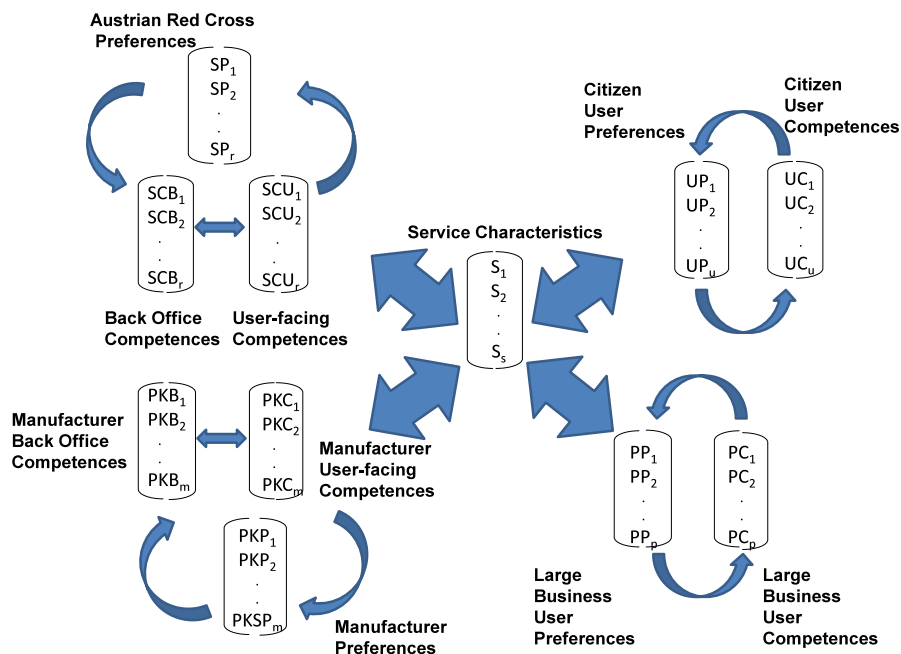 Austrian Red Cross
Preferences
SP1
SP2
.
.
SPr
SCB1
SCB2
.
.
SCBr
SCU1
SCU2
.
.
SCUr
Back Office
Competences
User-facing
Competences
Service Characteristics
S1
S2
.
.
Ss
Citizen
User
Preferences
Citizen
User
Competences
UP1
UP2
.
.
UPu
UC1
UC2
.
.
UCu
Manufacturer
Back Office
Competences
PKB1
PKB2
.
.
PKBm
PKC1
PKC2
.
.
PKCm
Manufacturer
User-facing
Competences
PKP1
PKP2
.
.
PKSPm
Manufacturer
Preferences
PP1
PP2
.
.
PPp
PC1
PC2
.
.
PCp
Large
Business
User
Preferences
Large
Business
User
Competences